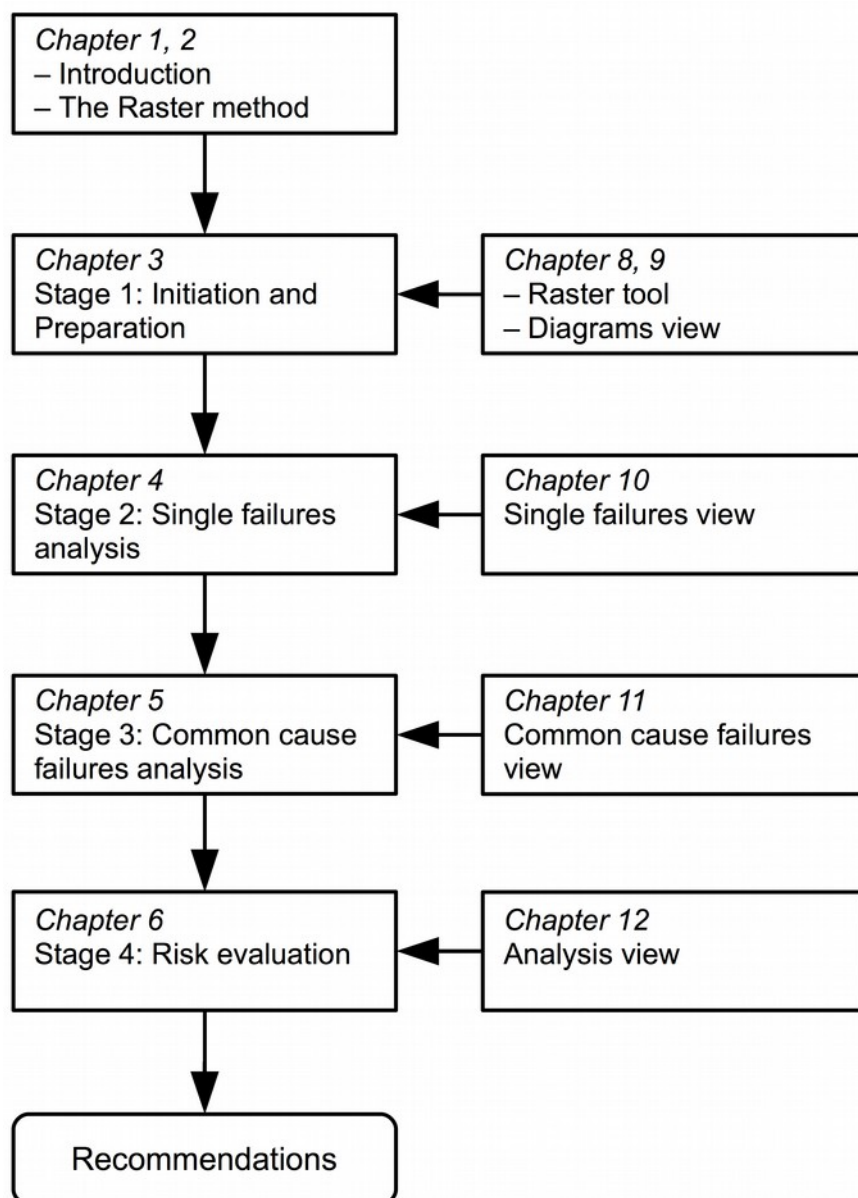 Chapter 1, 2
– Introduction
– The Raster method
Chapter 3
Stage 1: Initiation and
Preparation
Chapter 8, 9
– Raster tool
– Diagrams view
Chapter 4
Stage 2: Single failures
analysis
Chapter 10
Single failures view
Chapter 5
Stage 3: Common cause
failures analysis
Chapter 11
Common cause failures
view
Chapter 6
Stage 4: Risk evaluation
Chapter 12
Analysis view
Recommendations